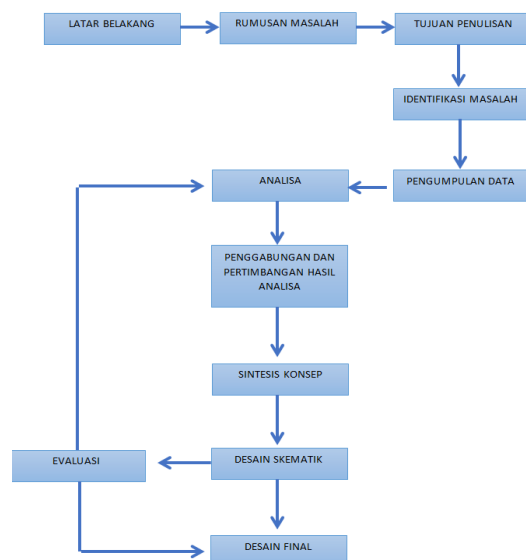 LATAR BELAKANG
RUMUSAN MASALAH
TUJUAN PENULISAN
IDENTIFIKASI MASALAH
PENGUMPULAN DATA
ANALISA
PENGGABUNGAN DAN
PERTIMBANGAN HASIL
ANALISA
SINTESIS KONSEP
DESAIN SKEMATIK
EVALUASI
DESAIN FINAL